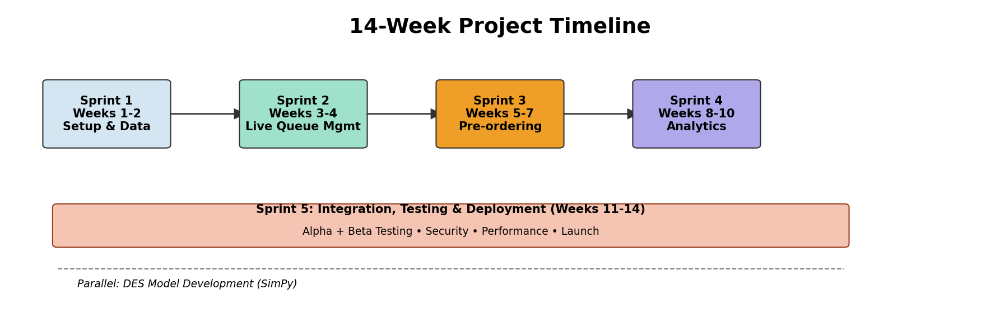 14-Week Project Timeline
Sprint 1
Weeks 1-2
Setup & Data
Sprint 2
Weeks 3-4
Live Queue Mgmt
Sprint 3
Weeks 5-7
Pre-ordering
Sprint 4
Weeks 8-10
Analytics
Sprint 5: Integration, Testing & Deployment (Weeks 11-14)
Alpha + Beta Testing • Security • Performance • Launch
Parallel: DES Model Development (SimPy)